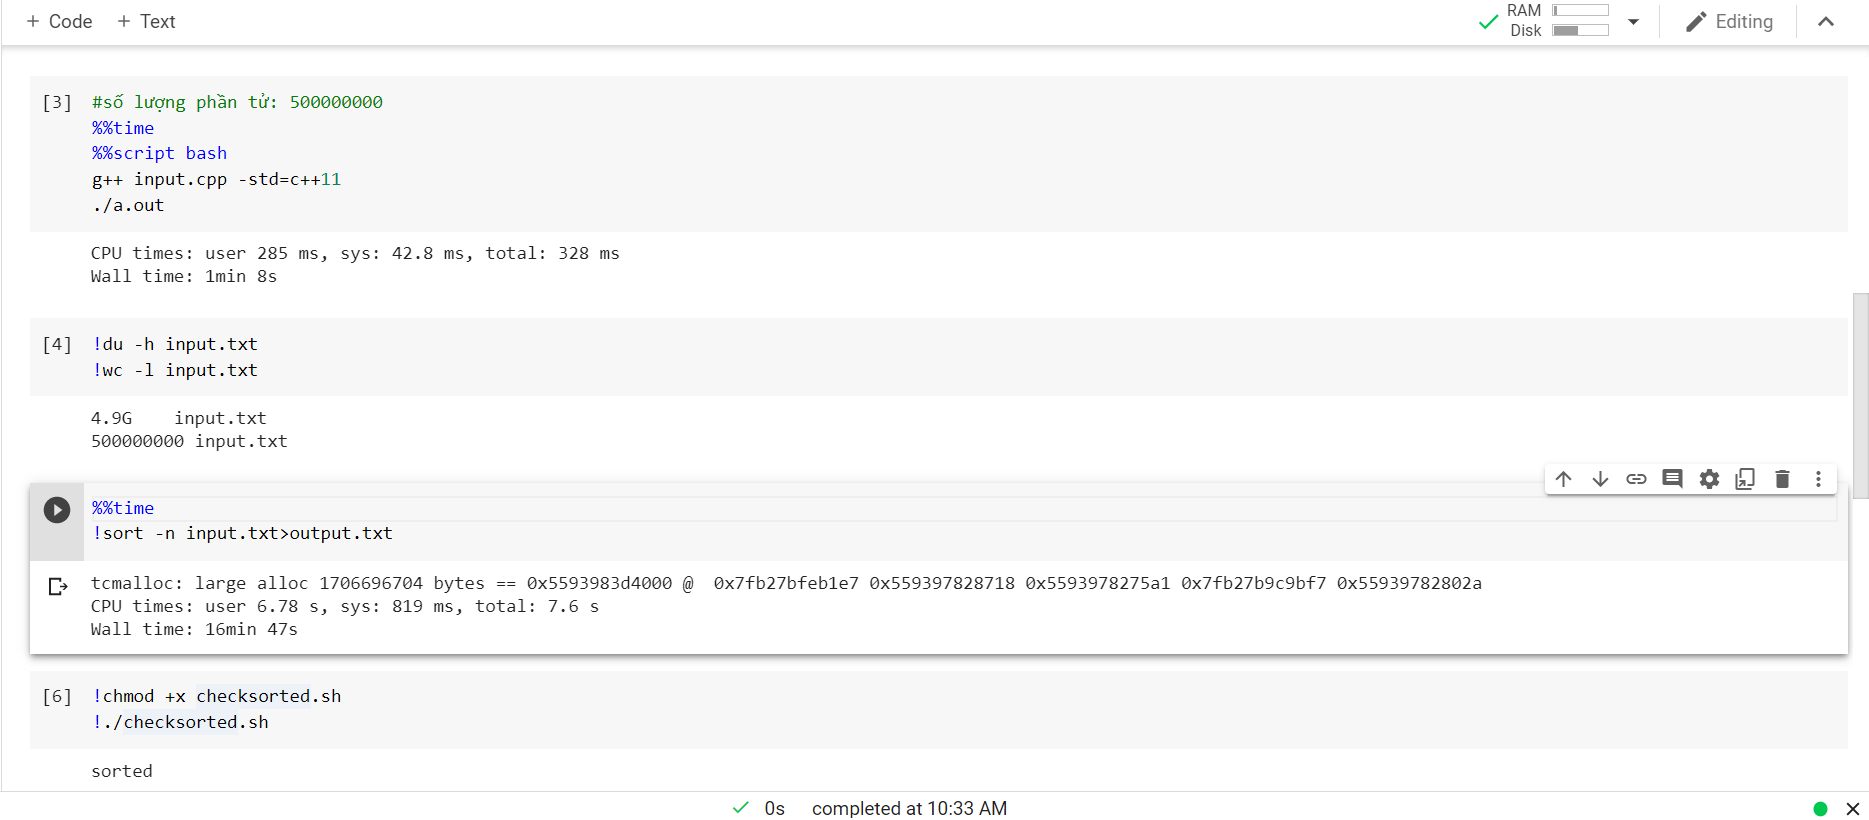 + Code + Text
RAM
Disk
Editing
[3] #số lượng phần tử: 500000000
%%time
%%script bash
g++ input.cpp -std=c++11
./a.out
CPU times: user 285 ms, sys: 42.8 ms, total: 328 ms
Wall time: 1min 8s
[4] !du -h input.txt
!wc -l input.txt
4.9G    input.txt
500000000 input.txt
%%time
!sort -n input.txt>output.txt
tcmalloc: large alloc 1706696704 bytes == 0x5593983d4000 @  0x7fb27bfeb1e7 0x559397828718 0x5593978275a1 0x7fb27b9c9bf7 0x55939782802a
CPU times: user 6.78 s, sys: 819 ms, total: 7.6 s
Wall time: 16min 47s
[6] !chmod +x checksorted.sh
!./checksorted.sh
sorted
0s completed at 10:33 AM